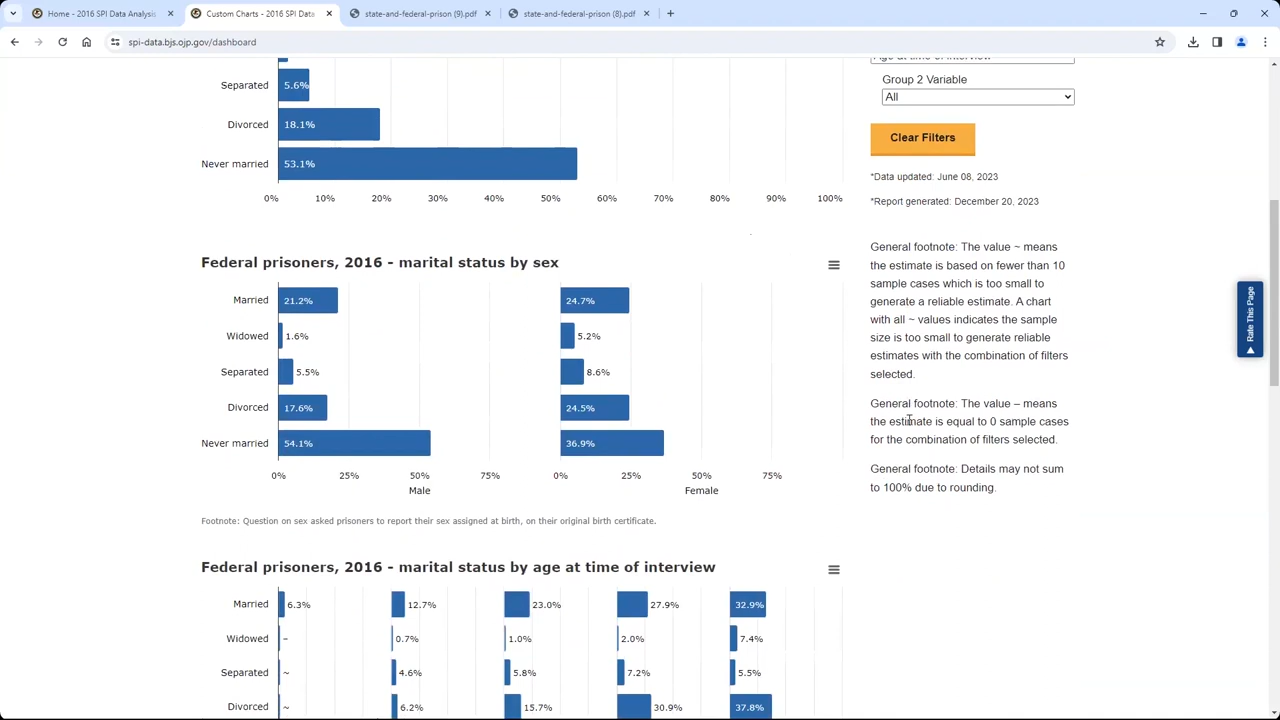 Home - 2016 SPI Data Analysis
Custom Charts - 2016 SPI Data
state-and-federal-prison (9).pdf
state-and-federal-prison (8).pdf
spi-data.bjs.ojp.gov/dashboard
Separated 5.6%
Divorced 18.1%
Never married 53.1%
0% 10% 20% 30% 40% 50% 60% 70% 80% 90% 100%
Federal prisoners, 2016 - marital status by sex
Married 21.2% 24.7%
Widowed 1.6% 5.2%
Separated 5.5% 8.6%
Divorced 17.6% 24.5%
Never married 54.1% 36.9%
0% 25% 50% 75% 0% 25% 50% 75%
Male Female
Footnote: Question on sex asked prisoners to report their sex assigned at birth, on their original birth certificate.
Federal prisoners, 2016 - marital status by age at time of interview
Married 6.3% 12.7% 23.0% 27.9% 32.9%
Widowed – 0.7% 1.0% 2.0% 7.4%
Separated ~ 4.6% 5.8% 7.2% 5.5%
Divorced ~ 6.2% 15.7% 30.9% 37.8%
Age at time of interview
Group 2 Variable
All
Clear Filters
*Data updated: June 08, 2023
*Report generated: December 20, 2023
General footnote: The value ~ means
the estimate is based on fewer than 10
sample cases which is too small to
generate a reliable estimate. A chart
with all ~ values indicates the sample
size is too small to generate reliable
estimates with the combination of filters
selected.
General footnote: The value – means
the estimate is equal to 0 sample cases
for the combination of filters selected.
General footnote: Details may not sum
to 100% due to rounding.
Rate This Page